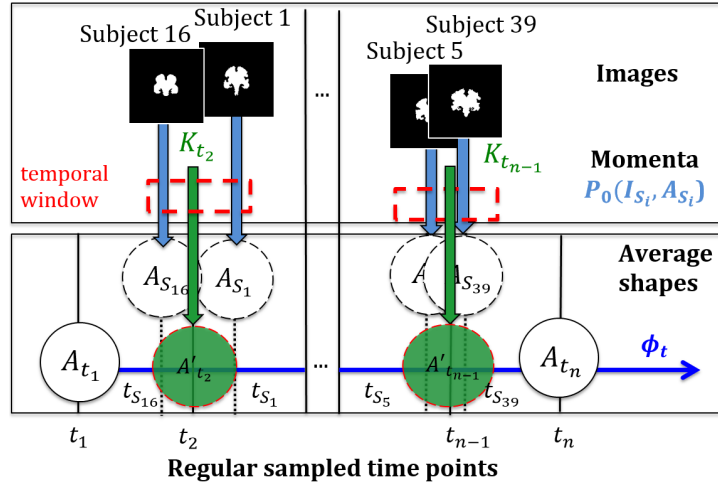 Subject 16
Subject 1
Subject 5
Subject 39
...
Images
K_{t_2}
K_{t_{n-1}}
temporal
window
Momenta
P_0(I_{S_i}, A_{S_i})
Average
shapes
A_{S_{16}}
A_{S_1}
A
A_{S_{39}}
A_{t_1}
A'_{t_2}
...
A'_{t_{n-1}}
A_{t_n}
ϕ_t
t_{S_{16}}
t_{S_1}
t_{S_5}
t_{S_{39}}
t_1
t_2
t_{n-1}
t_n
Regular sampled time points